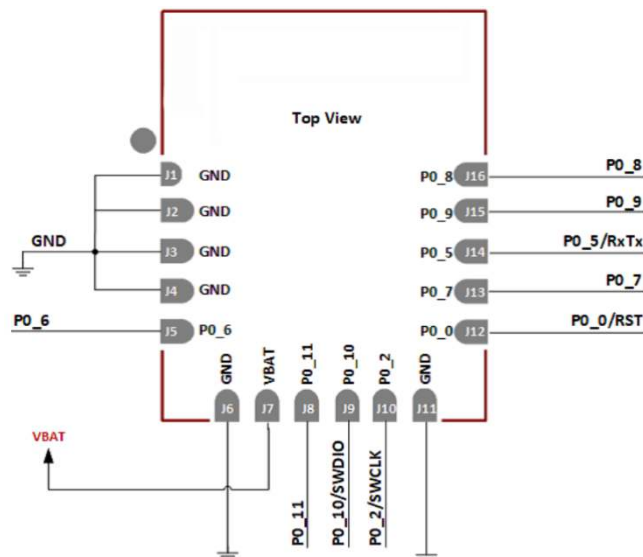 Top View
J1 GND
J16 P0_8 P0_8
J2 GND
J15 P0_9 P0_9
GND
J3 GND
J14 P0_5 P0_5/RxTx
J4 GND
J13 P0_7 P0_7
P0_6 J5 P0_6
J12 P0_0 P0_0/RST
GND VBAT P0_11 P0_10 P0_2 GND
J6 J7 J8 J9 J10 J11
VBAT
P0_11 P0_10/SWDIO P0_2/SWCLK